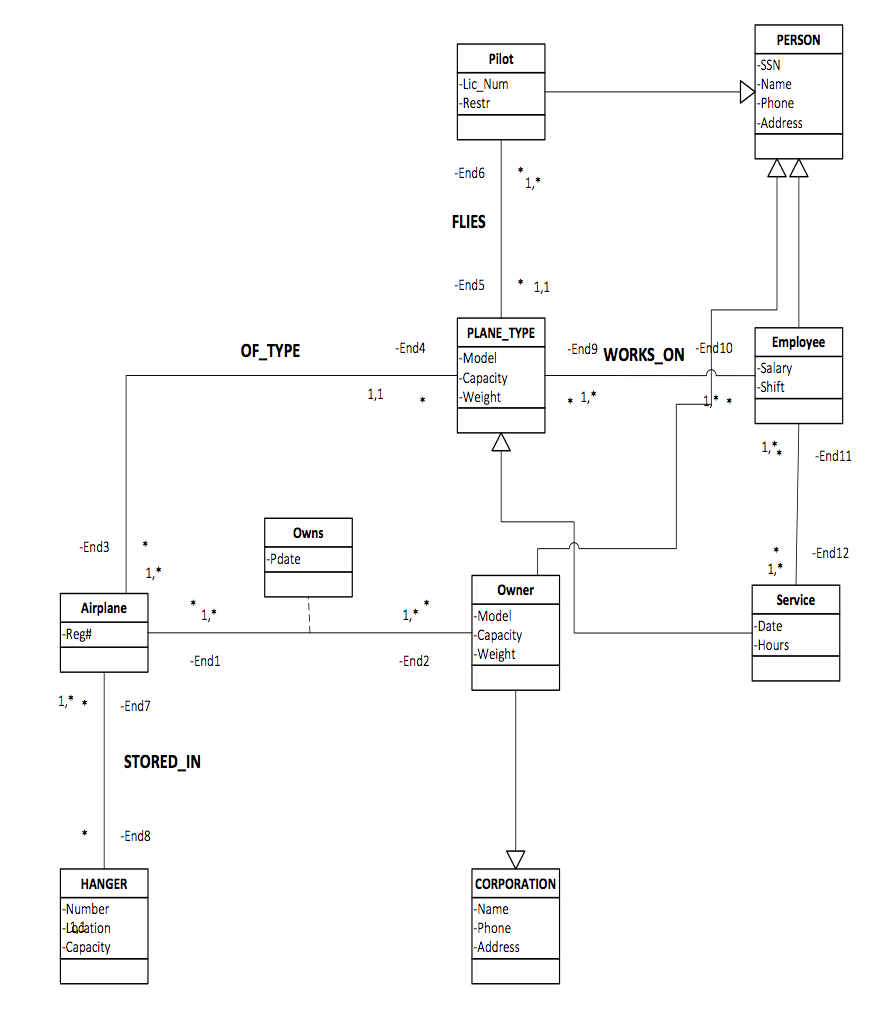 PERSON
-SSN
-Name
-Phone
-Address
Pilot
-Lic_Num
-Restr
-End6
*
1,*
FLIES
-End5
*
1,1
PLANE_TYPE
-Model
-Capacity
-Weight
OF_TYPE
-End4
1,1
*
-End9
WORKS_ON
-End10
*
1,*
1,*
*
Employee
-Salary
-Shift
1,*
*
-End11
*
-End12
1,*
Service
-Date
-Hours
-End3
*
1,*
Owns
-Pdate
Airplane
-Reg#
*
1,*
1,*
*
-End1
-End2
Owner
-Model
-Capacity
-Weight
1,*
*
-End7
STORED_IN
*
-End8
HANGER
-Number
-Location
1,1
-Capacity
CORPORATION
-Name
-Phone
-Address